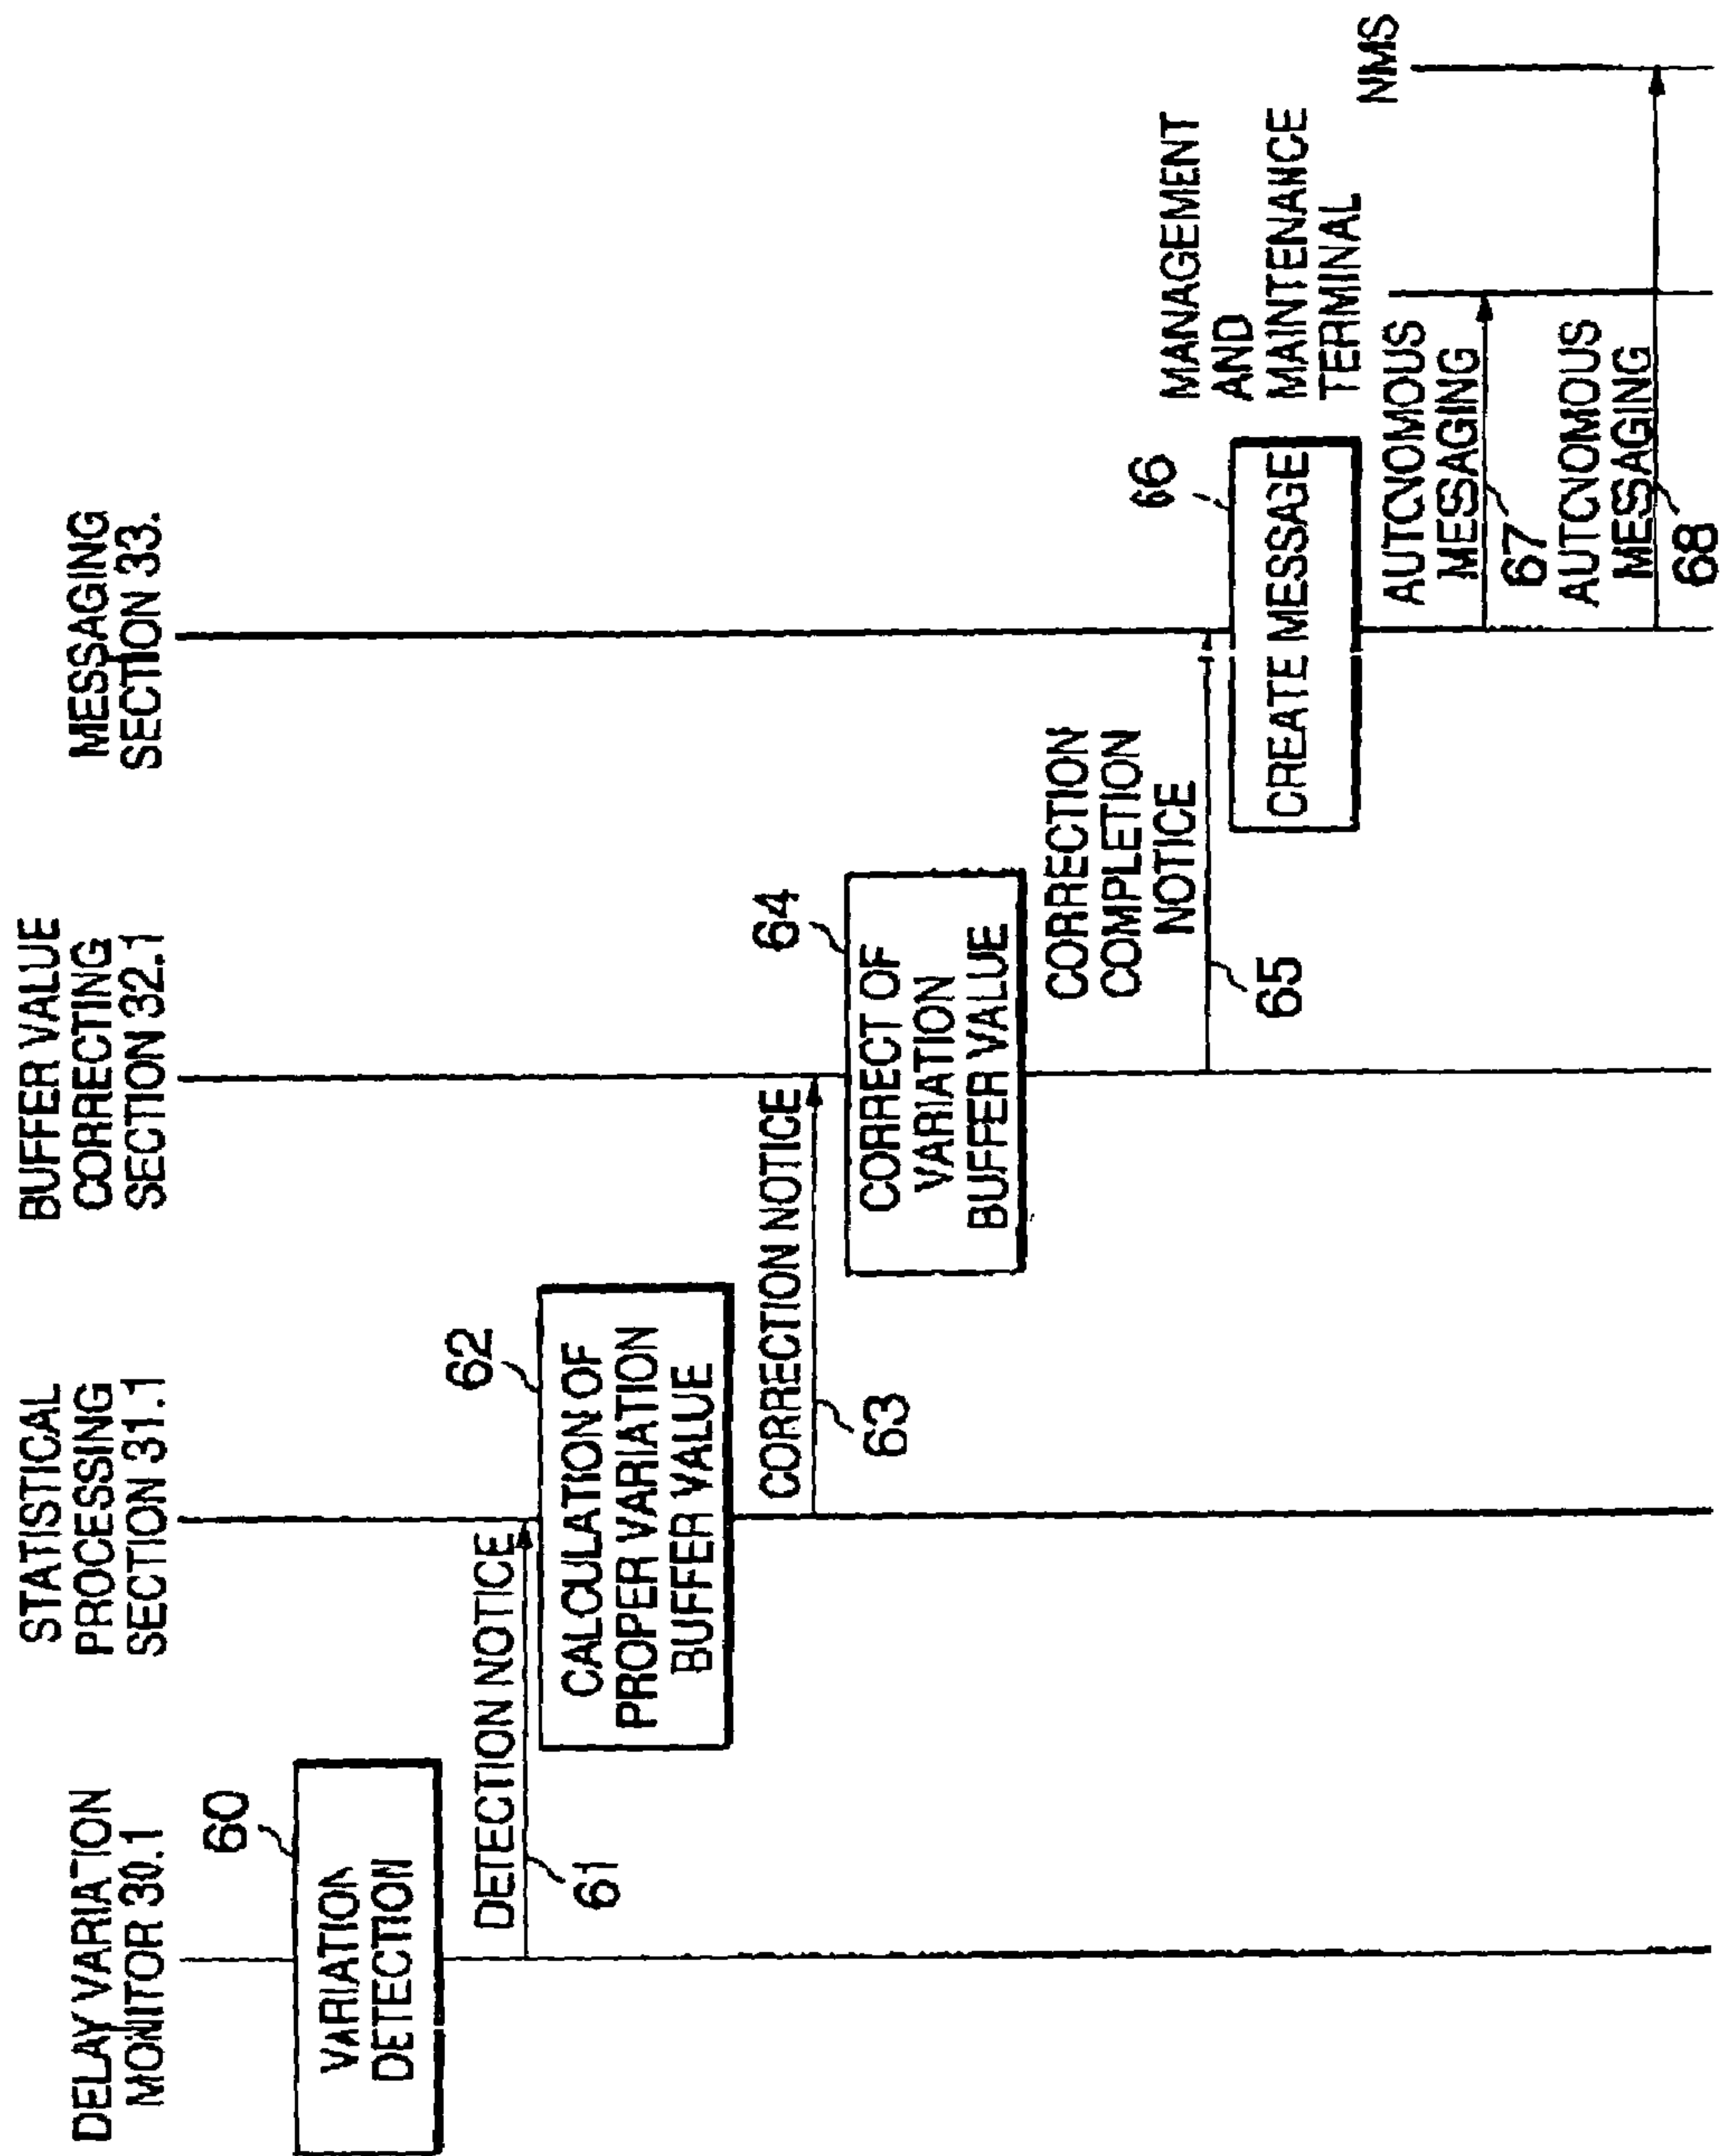 DELAY VARIATION
MONITOR 30.1
STATISTICAL
PROCESSING
SECTION 31.1
BUFFER VALUE
CORRECTING
SECTION 32.1
MESSAGING
SECTION 33.
60
VARIATION
DETECTION
DETECTION NOTICE
61
62
CALCULATION OF
PROPER VARIATION
BUFFER VALUE
CORRECTION NOTICE
63
64
CORRECT OF
VARIATION
BUFFER VALUE
CORRECTION
COMPLETION
NOTICE
65
66
CREATE MESSAGE
MANAGEMENT
AND
MAINTENANCE
TERMINAL
NMS
AUTONOMOUS
MESSAGING
67
AUTONOMOUS
MESSAGING
68